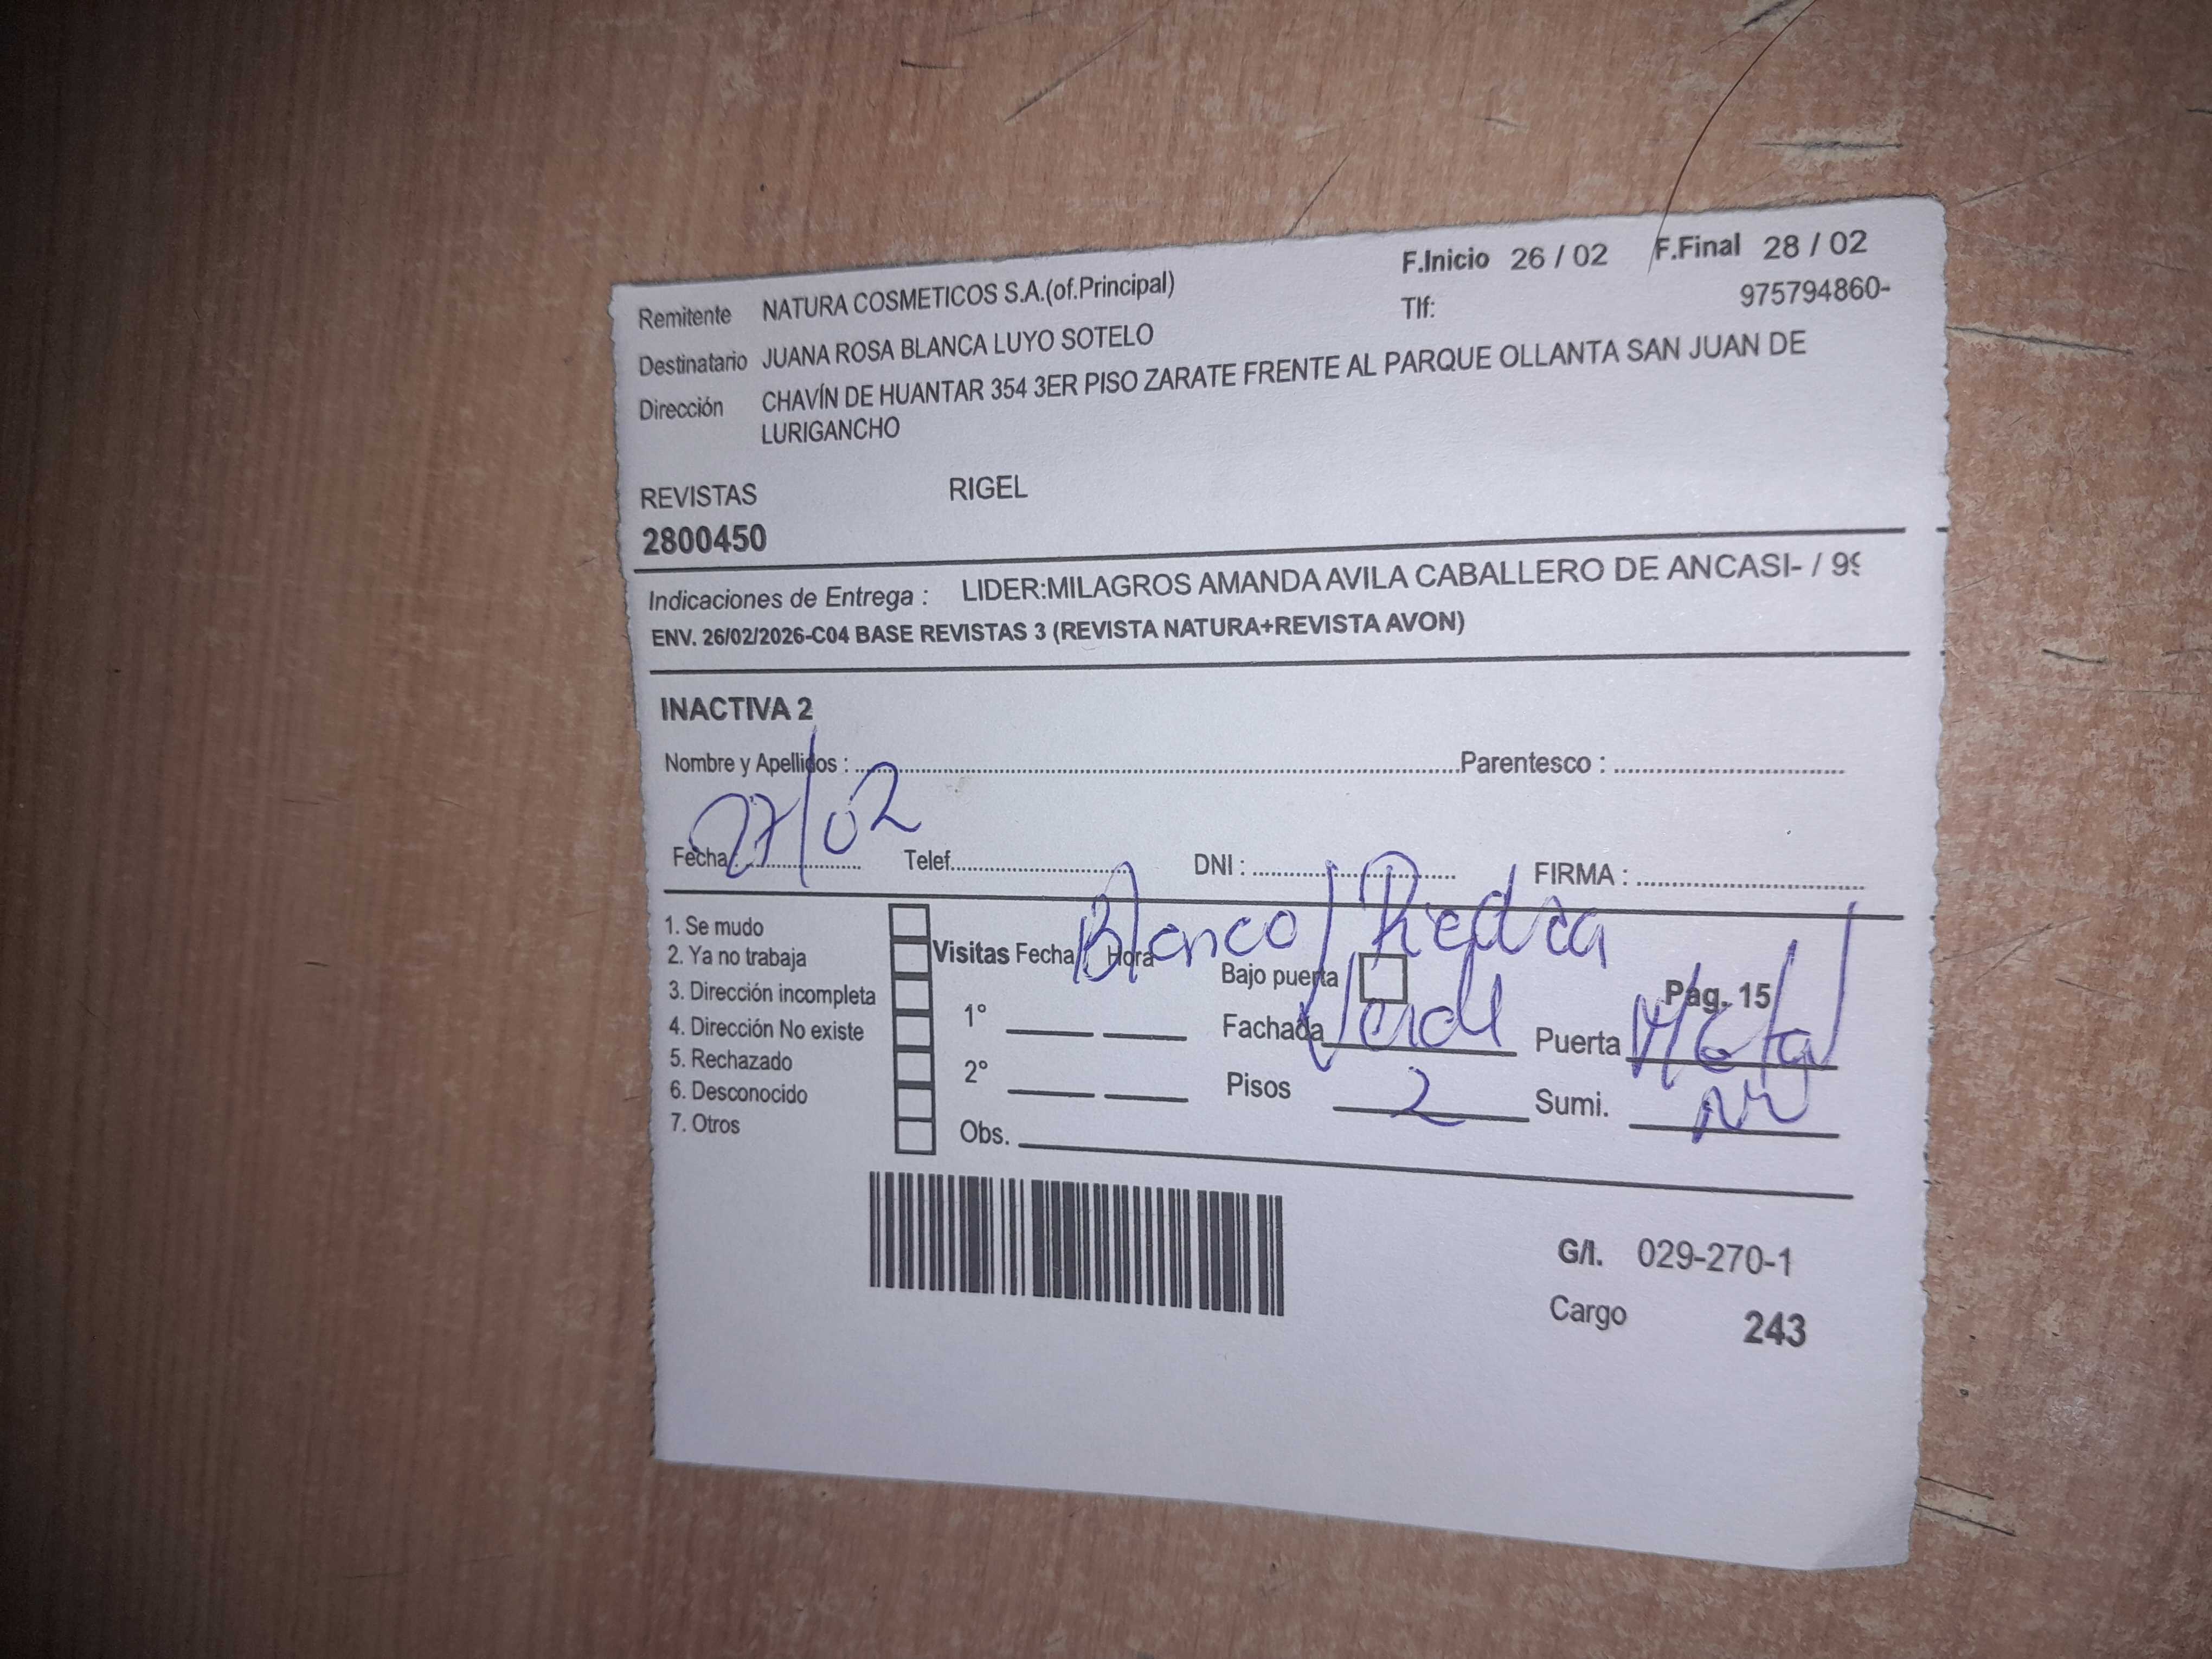 F.Inicio 26 / 02 F.Final 28 / 02
Remitente NATURA COSMETICOS S.A.(of.Principal) Tlf: 975794860-
Destinatario JUANA ROSA BLANCA LUYO SOTELO
Dirección CHAVÍN DE HUANTAR 354 3ER PISO ZARATE FRENTE AL PARQUE OLLANTA SAN JUAN DE
LURIGANCHO
REVISTAS RIGEL
2800450
Indicaciones de Entrega : LIDER:MILAGROS AMANDA AVILA CABALLERO DE ANCASI- / 99
ENV. 26/02/2026-C04 BASE REVISTAS 3 (REVISTA NATURA+REVISTA AVON)
INACTIVA 2
Nombre y Apellidos : Parentesco :
Fecha : 27/02 Telef. DNI : FIRMA :
Blanco / Piedra
1. Se mudo
2. Ya no trabaja Visitas Fecha / Hora Bajo puerta Pag. 15
3. Dirección incompleta 1°
4. Dirección No existe Fachada Verde Puerta Metal
5. Rechazado 2° Pisos 2 Sumi.
6. Desconocido
7. Otros Obs.
G/I. 029-270-1
Cargo 243